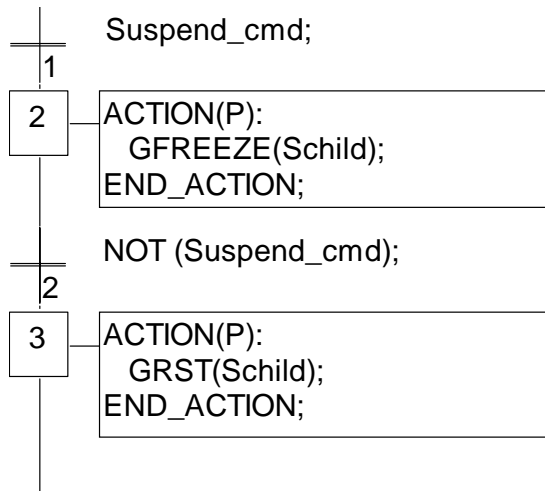 Suspend_cmd;
1
2
ACTION(P):
GFREEZE(Schild);
END_ACTION;
NOT (Suspend_cmd);
2
3
ACTION(P):
GRST(Schild);
END_ACTION;